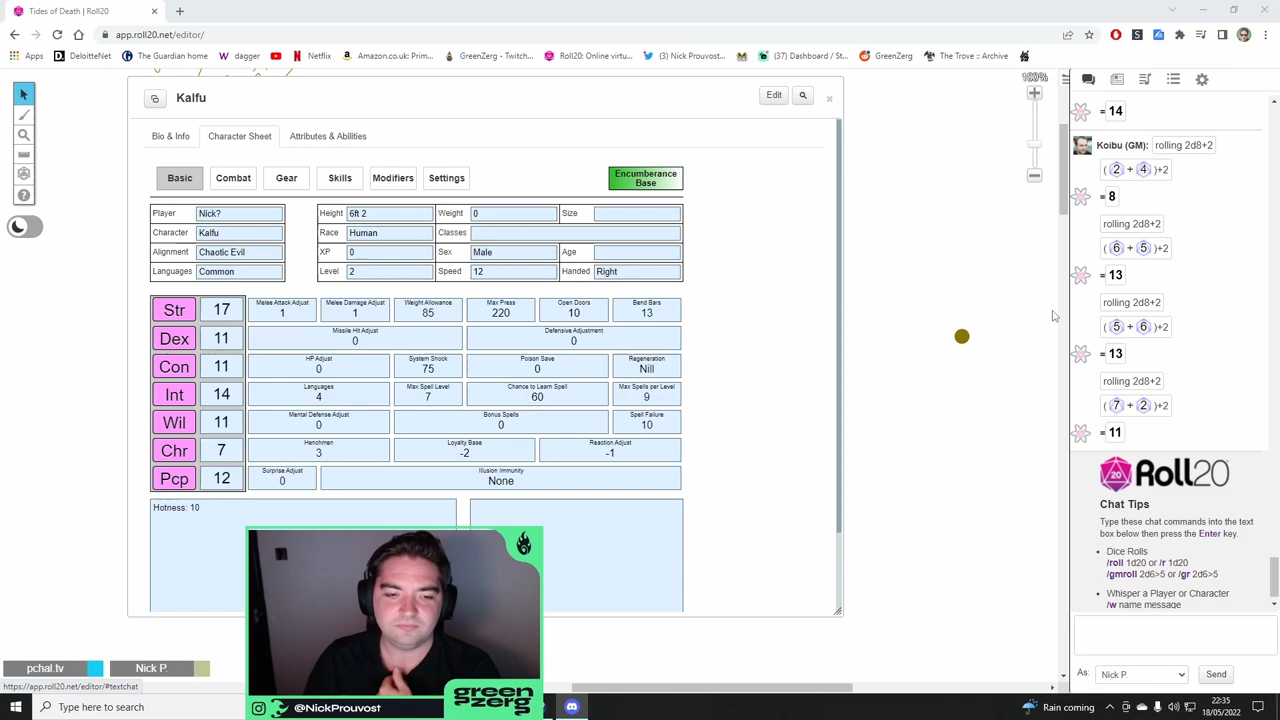 Tides of Death | Roll20
app.roll20.net/editor/
Apps DeloitteNet The Guardian home dagger Netflix Amazon.co.uk: Prim... GreenZerg – Twitch... Roll20: Online virtu... Nick Provoust... (37) Dashboard / St... GreenZerg The Trove :: Archive
100%
Kalfu Edit
Bio & Info Character Sheet Attributes & Abilities
Basic Combat Gear Skills Modifiers Settings Encumberance Base
Player Nick? Height 6ft 2 Weight 0 Size
Character Kalfu Race Human Classes
Alignment Chaotic Evil XP 0 Sex Male Age
Languages Common Level 2 Speed 12 Handed Right
Str 17 Melee Attack Adjust 1 Melee Damage Adjust 1 Weight Allowance 85 Max Press 220 Open Doors 10 Bend Bars 13
Dex 11 Missile Hit Adjust 0 Defensive Adjustment 0
Con 11 HP Adjust 0 System Shock 75 Poison Save 0 Regeneration Nill
Int 14 Languages 4 Max Spell Level 7 Chance to Learn Spell 60 Max Spells per Level 9
Wil 11 Mental Defense Adjust 0 Bonus Spells 0 Spell Failure 10
Chr 7 Henchmen 3 Loyalty Base -2 Reaction Adjust -1
Pcp 12 Surprise Adjust 0 Illusion Immunity None
Hotness: 10
= 14
Koibu (GM): rolling 2d8+2
(2 + 4)+2
= 8
rolling 2d8+2
(6 + 5)+2
= 13
rolling 2d8+2
(5 + 6)+2
= 13
rolling 2d8+2
(7 + 2)+2
= 11
20 Roll20
Chat Tips
Type these chat commands into the text
box below then press the Enter key.
• Dice Rolls
/roll 1d20 or /r 1d20
/gmroll 2d6>5 or /gr 2d6>5
• Whisper a Player or Character
/w name message
As: Nick P. Send
pchal.tv Nick P.
https://app.roll20.net/editor/#textchat
green
zerg
@NickProuvost
Type here to search
Rain coming
22:35
18/05/2022